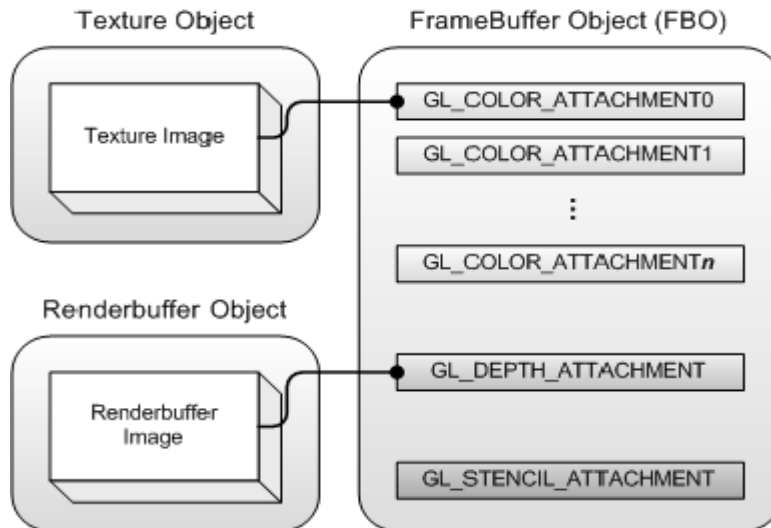 Texture Object
Texture Image
FrameBuffer Object (FBO)
GL_COLOR_ATTACHMENT0
GL_COLOR_ATTACHMENT1
⋮
GL_COLOR_ATTACHMENTn
Renderbuffer Object
Renderbuffer
Image
GL_DEPTH_ATTACHMENT
GL_STENCIL_ATTACHMENT